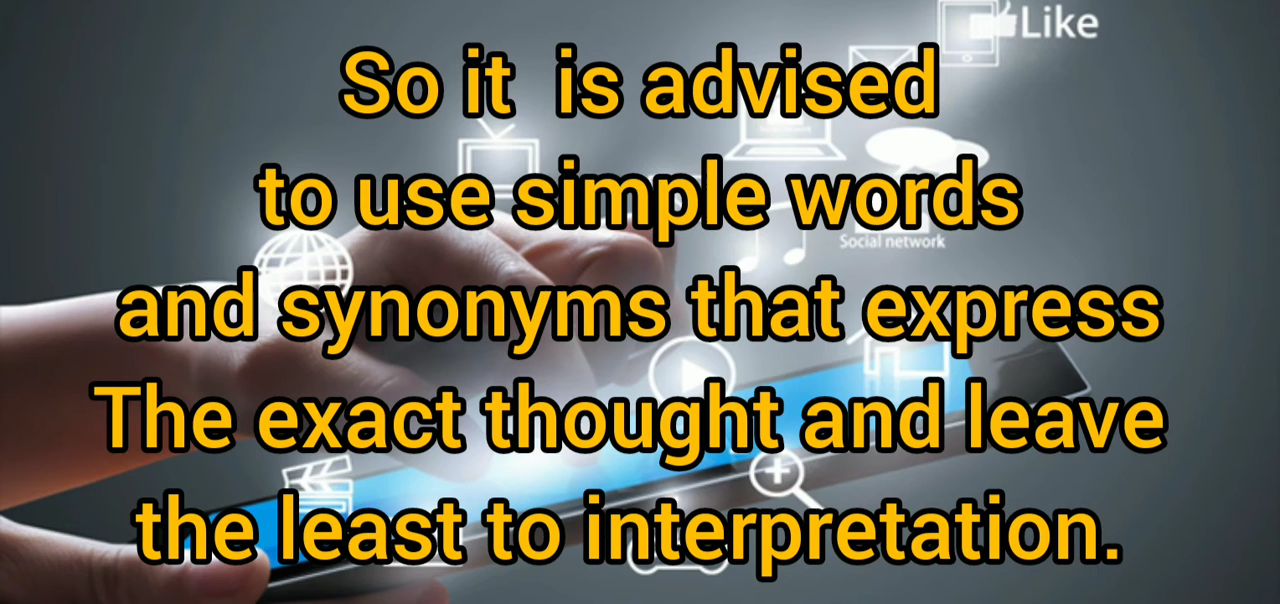 Like
So it  is advised
to use simple words
Social network
and synonyms that express
The exact thought and leave
the least to interpretation.